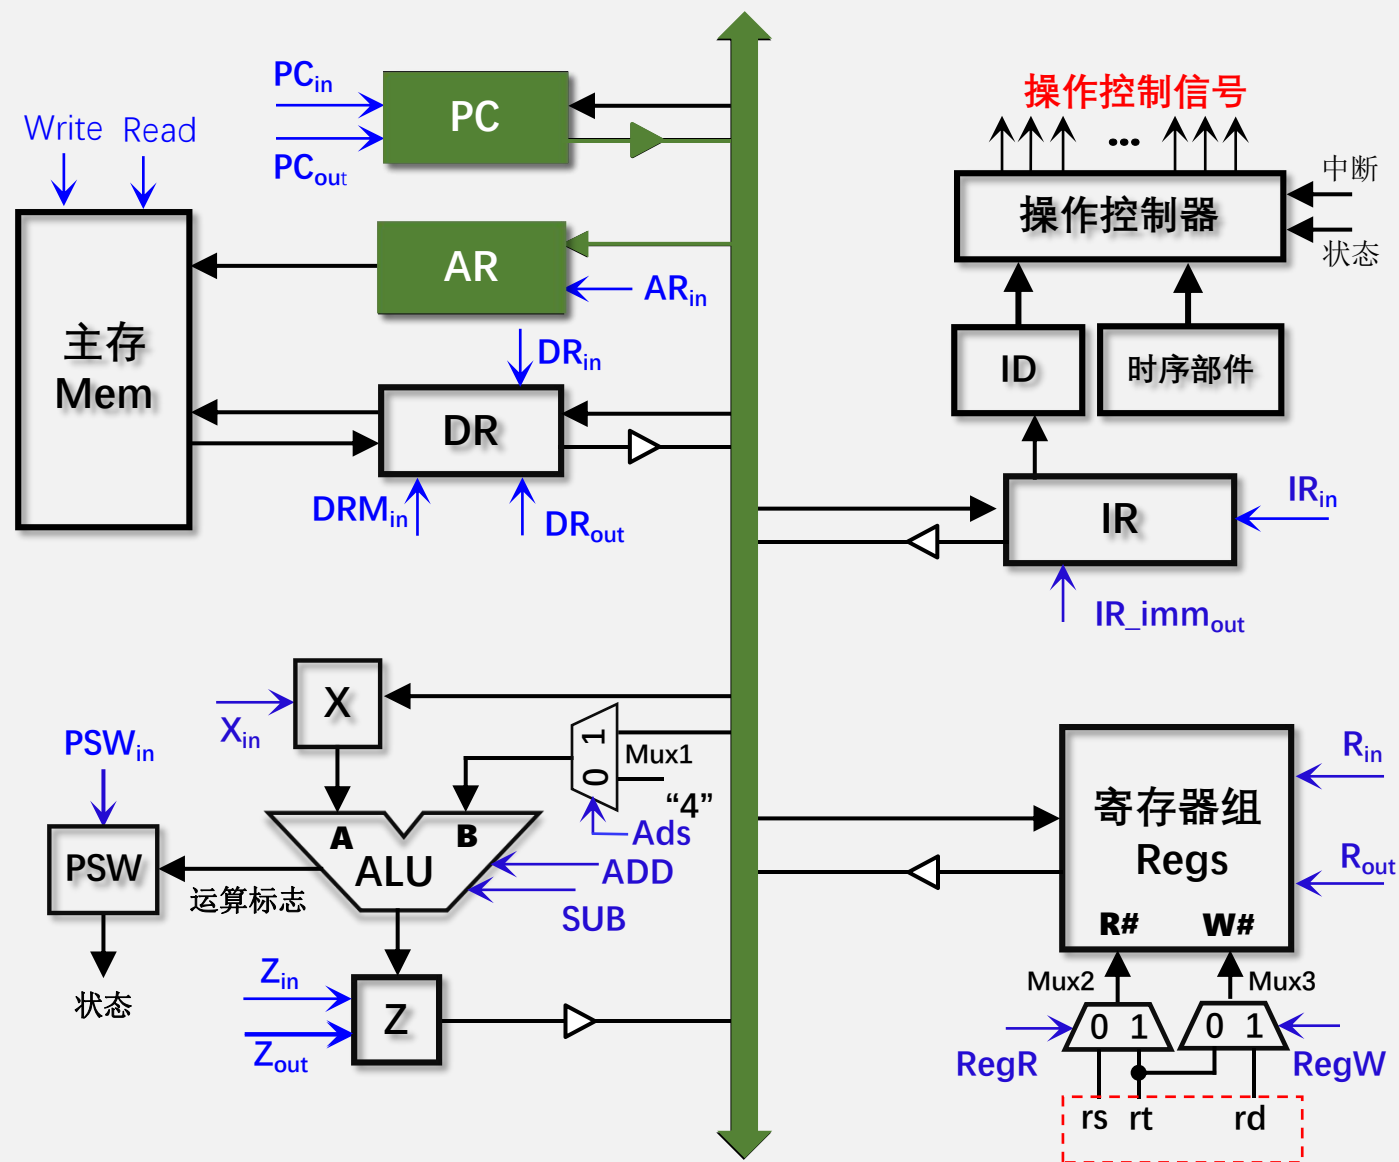 PCin
PCout
PC
操作控制信号
Write
Read
•••
中断
状态
操作控制器
AR
ARin
主存
Mem
DRin
DR
ID
时序部件
DRMin
DRout
IR
IRin
IR_immout
X
Xin
PSWin
1
0
Mux1
“4”
Rin
寄存器组
Regs
Ads
A
B
ALU
ADD
SUB
PSW
运算标志
Rout
R#
W#
状态
Zin
Zout
Z
Mux2
Mux3
0 1
0 1
RegR
RegW
rs rt rd